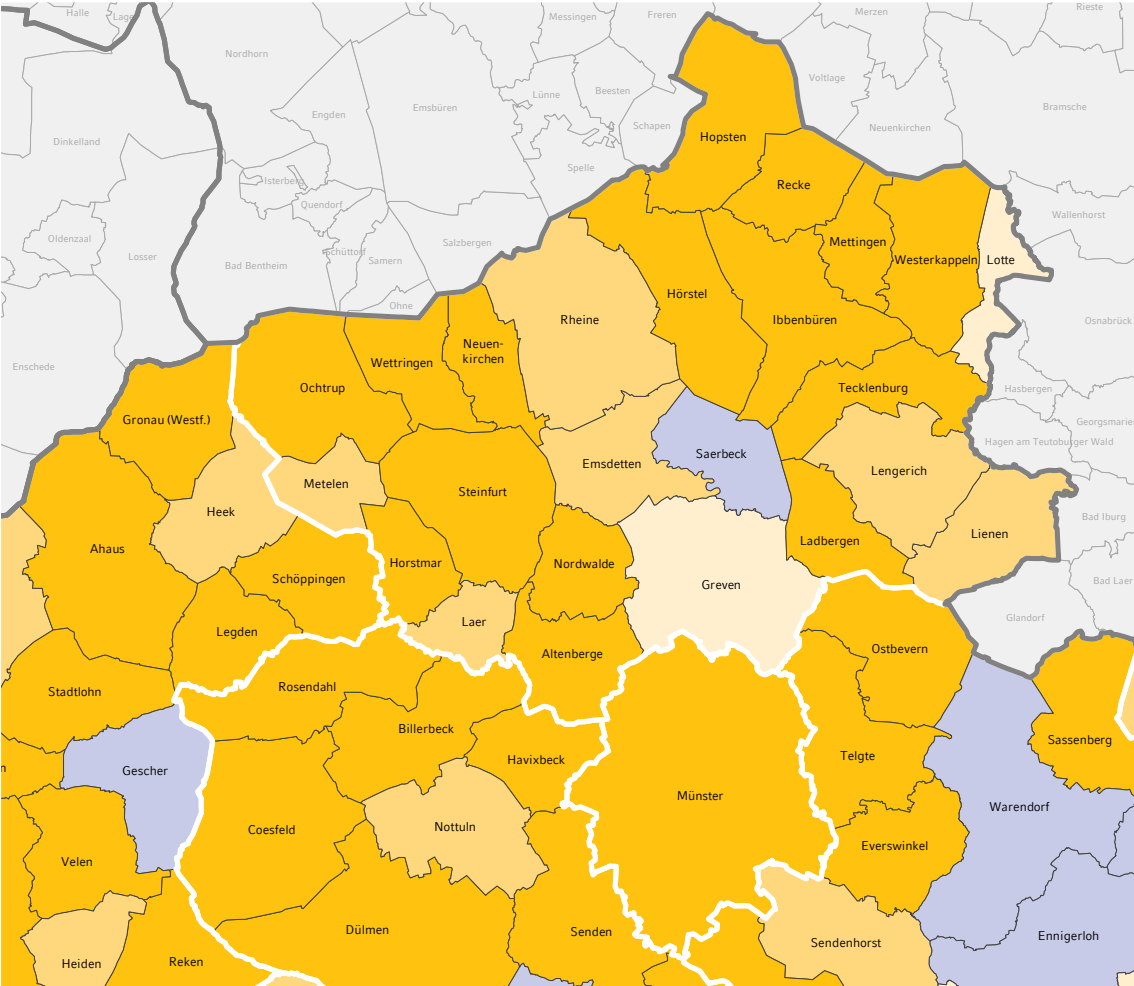 Halle
Lage
Messingen
Freren
Merzen
Rieste
Nordhorn
Lünne
Beesten
Voltlage
Emsbüren
Bramsche
Engden
Schapen
Neuenkirchen
Dinkelland
Hopsten
Spelle
Isterberg
Recke
Quendorf
Wallenhorst
Oldenzaal
Losser
Schüttorf
Samern
Salzbergen
Mettingen
Bad Bentheim
Westerkappeln
Lotte
Hörstel
Ohne
Rheine
Ibbenbüren
Osnabrück
Neuen-
kirchen
Wettringen
Enschede
Ochtrup
Tecklenburg
Hasbergen
Gronau (Westf.)
Georgsmarie
Hagen am Teutoburger Wald
Saerbeck
Emsdetten
Lengerich
Metelen
Steinfurt
Heek
Bad Iburg
Lienen
Ahaus
Ladbergen
Horstmar
Nordwalde
Schöppingen
Greven
Bad Laer
Glandorf
Laer
Legden
Altenberge
Ostbevern
Rosendahl
Stadtlohn
Billerbeck
Sassenberg
Havixbeck
Telgte
n
Gescher
Münster
Warendorf
Nottuln
Coesfeld
Everswinkel
Velen
Dülmen
Senden
Ennigerloh
Sendenhorst
Heiden
Reken